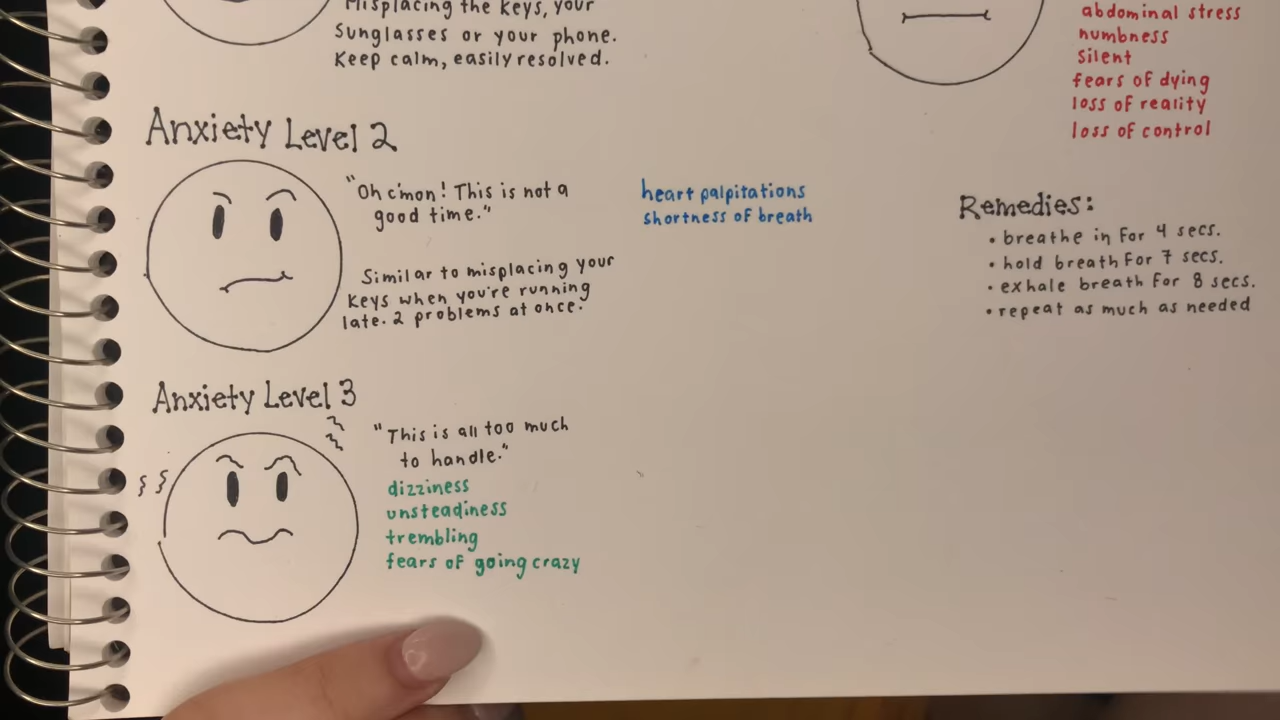 Misplacing the keys, your
Sunglasses or your phone.
Keep calm, easily resolved.
abdominal stress
numbness
Silent
fears of dying
loss of reality
loss of control
Anxiety Level 2
"Oh c'mon! This is not a
good time."
Similar to misplacing your
keys when you're running
late. 2 problems at once.
heart palpitations
shortness of breath
Remedies:
• breathe in for 4 secs.
• hold breath for 7 secs.
• exhale breath for 8 secs.
• repeat as much as needed
Anxiety Level 3
"This is all too much
to handle."
dizziness
unsteadiness
trembling
fears of going crazy